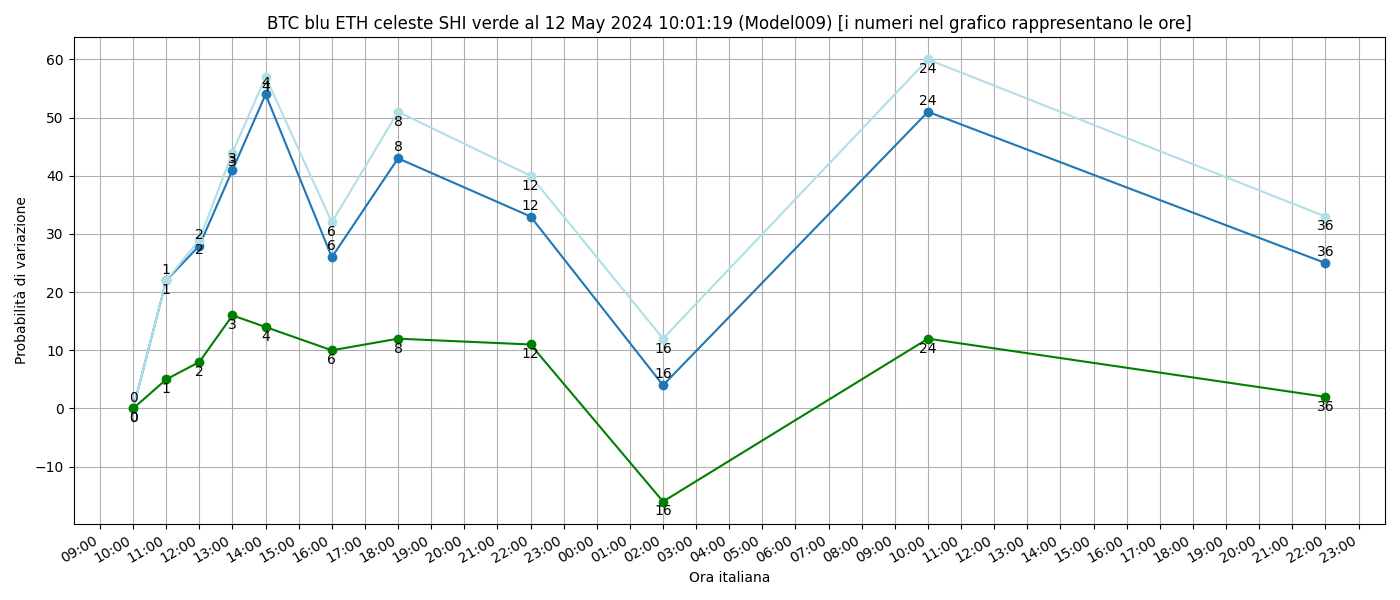 BTC blu ETH celeste SHI verde al 12 May 2024 10:01:19 (Model009) [i numeri nel grafico rappresentano le ore]
Probabilità di variazione
60
50
40
30
20
10
0
−10
0 1 2 3 4 6 8 12 16 24 36
0 1 2 3 4 6 8 12 16 24 36
0 1 2 3 4 6 8 12 16 24 36
09:00 10:00 11:00 12:00 13:00 14:00 15:00 16:00 17:00 18:00 19:00 20:00 21:00 22:00 23:00 00:00 01:00 02:00 03:00 04:00 05:00 06:00 07:00 08:00 09:00 10:00 11:00 12:00 13:00 14:00 15:00 16:00 17:00 18:00 19:00 20:00 21:00 22:00 23:00
Ora italiana